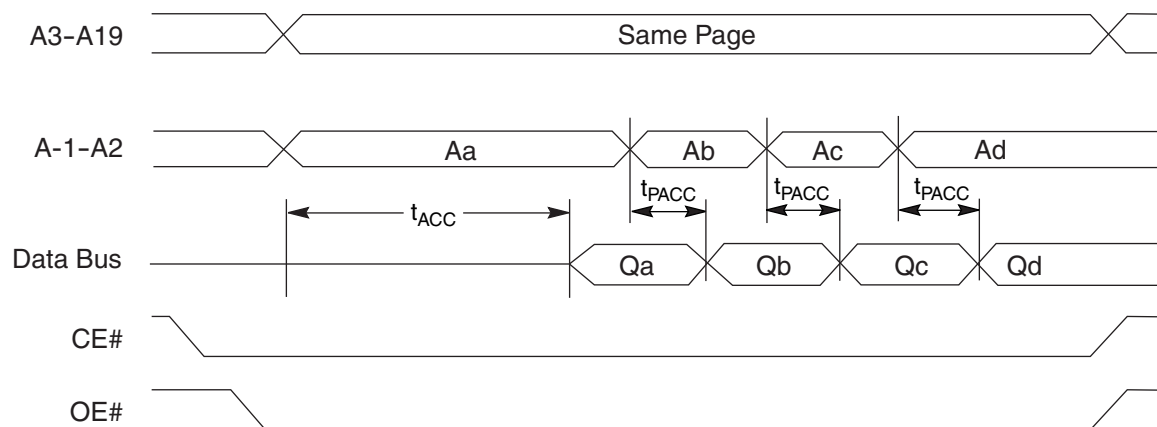 A3–A19
Same Page
A-1–A2
Aa
Ab
Ac
Ad
tACC
tPACC
tPACC
tPACC
Data Bus
Qa
Qb
Qc
Qd
CE#
OE#